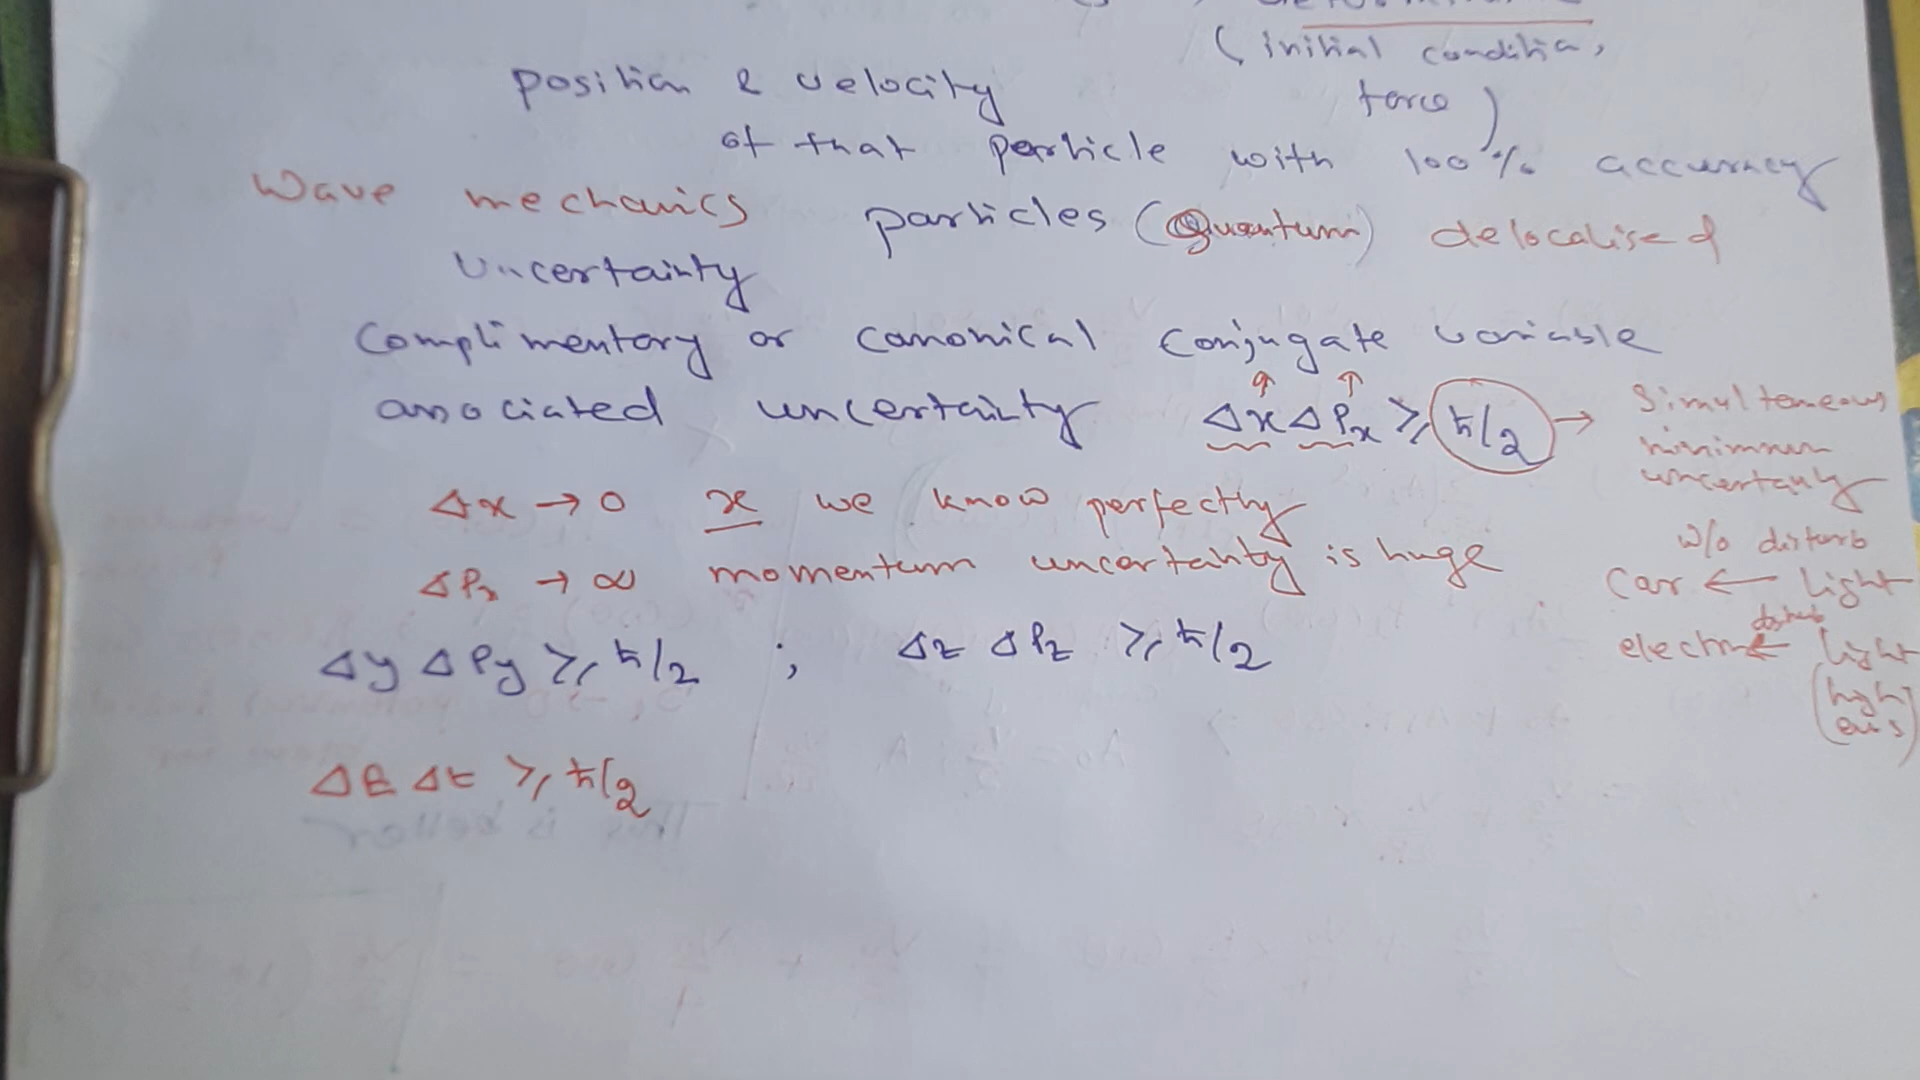 (initial condition,
force)
position & velocity
of that particle with 100% accuracy
Wave mechanics particles (Quantum) delocalised
Uncertainty
Complimentary or canonical conjugate variable
associated uncertainty Δx ΔPx ≥ ħ/2 → Simultaneous
minimum
uncertainty
Δx → 0 x we know perfectly
w/o disturb
ΔPx → ∞ momentum uncertainty is huge
Car ← light
disturb
electron ← light
(high
Δy ΔPy ≥ ħ/2 ; Δz ΔPz ≥ ħ/2
ΔE Δt ≥ ħ/2